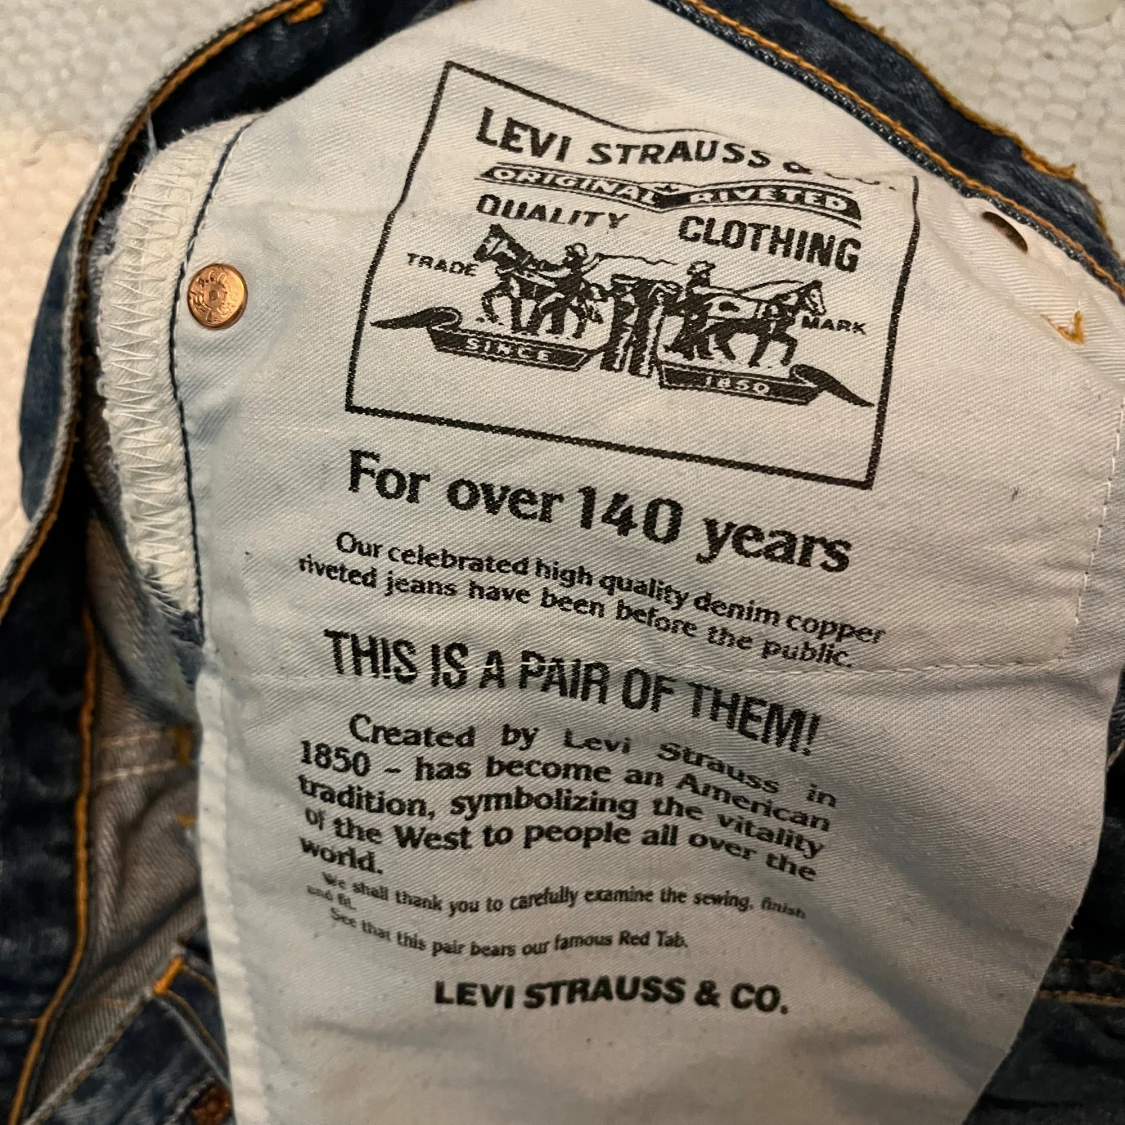 LEVI STRAUSS &
ORIGINAL RIVETED
QUALITY CLOTHING
TRADE MARK
SINCE 1850
For over 140 years
Our celebrated high quality denim copper
riveted jeans have been before the public.
THIS IS A PAIR OF THEM!
Created by Levi Strauss in
1850 – has become an American
tradition, symbolizing the vitality
of the West to people all over the
world.
We shall thank you to carefully examine the sewing, finish
and fit.
See that this pair bears our famous Red Tab.
LEVI STRAUSS & CO.